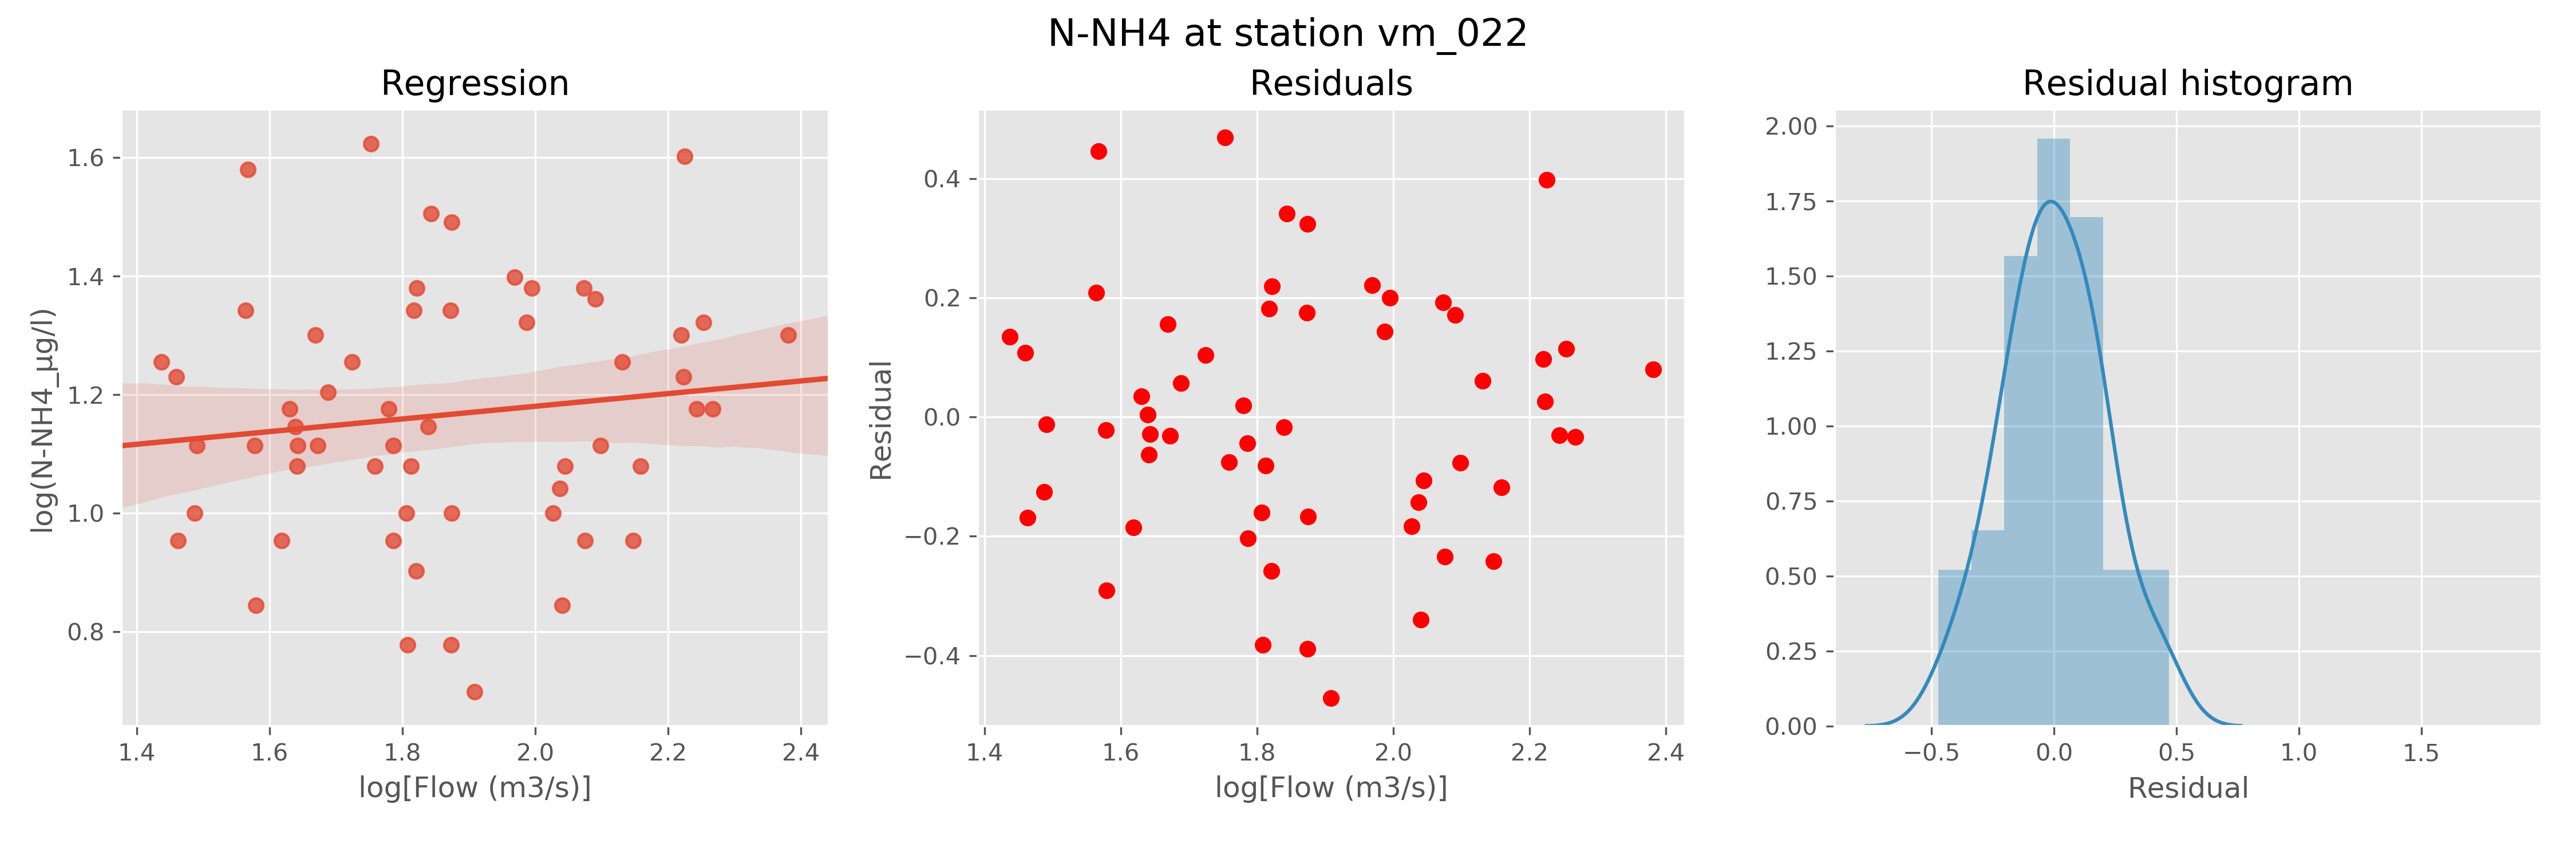 N-NH4 at station vm_022
Regression
1.6
1.4
1.2
1.0
0.8
log(N-NH4_µg/l)
1.4 1.6 1.8 2.0 2.2 2.4
log[Flow (m3/s)]
Residuals
0.4
0.2
0.0
−0.2
−0.4
Residual
1.4 1.6 1.8 2.0 2.2 2.4
log[Flow (m3/s)]
Residual histogram
2.00
1.75
1.50
1.25
1.00
0.75
0.50
0.25
0.00
−0.5 0.0 0.5 1.0 1.5
Residual